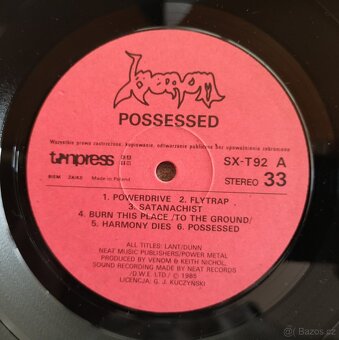 Venom
POSSESSED
Wszystkie prawa zastrzeżone, kopiowanie, odtwarzanie publiczne bez upoważnienia zabronione
tonpress
SX-T92 A
BIEM ZAIKS Made in Poland
STEREO 33
1. POWERDRIVE 2. FLYTRAP
3. SATANACHIST
4. BURN THIS PLACE /TO THE GROUND/
5. HARMONY DIES 6. POSSESSED
ALL TITLES: LANT/DUNN
NEAT MUSIC PUBLISHERS/POWER METAL
PRODUCED BY VENOM & KEITH NICHOL
SOUND RECORDING MADE BY NEAT RECORDS
/D.W.E. LTD/ ℗ 1985
LICENCJA: G. J. KUCZYŃSKI
Bazos.cz